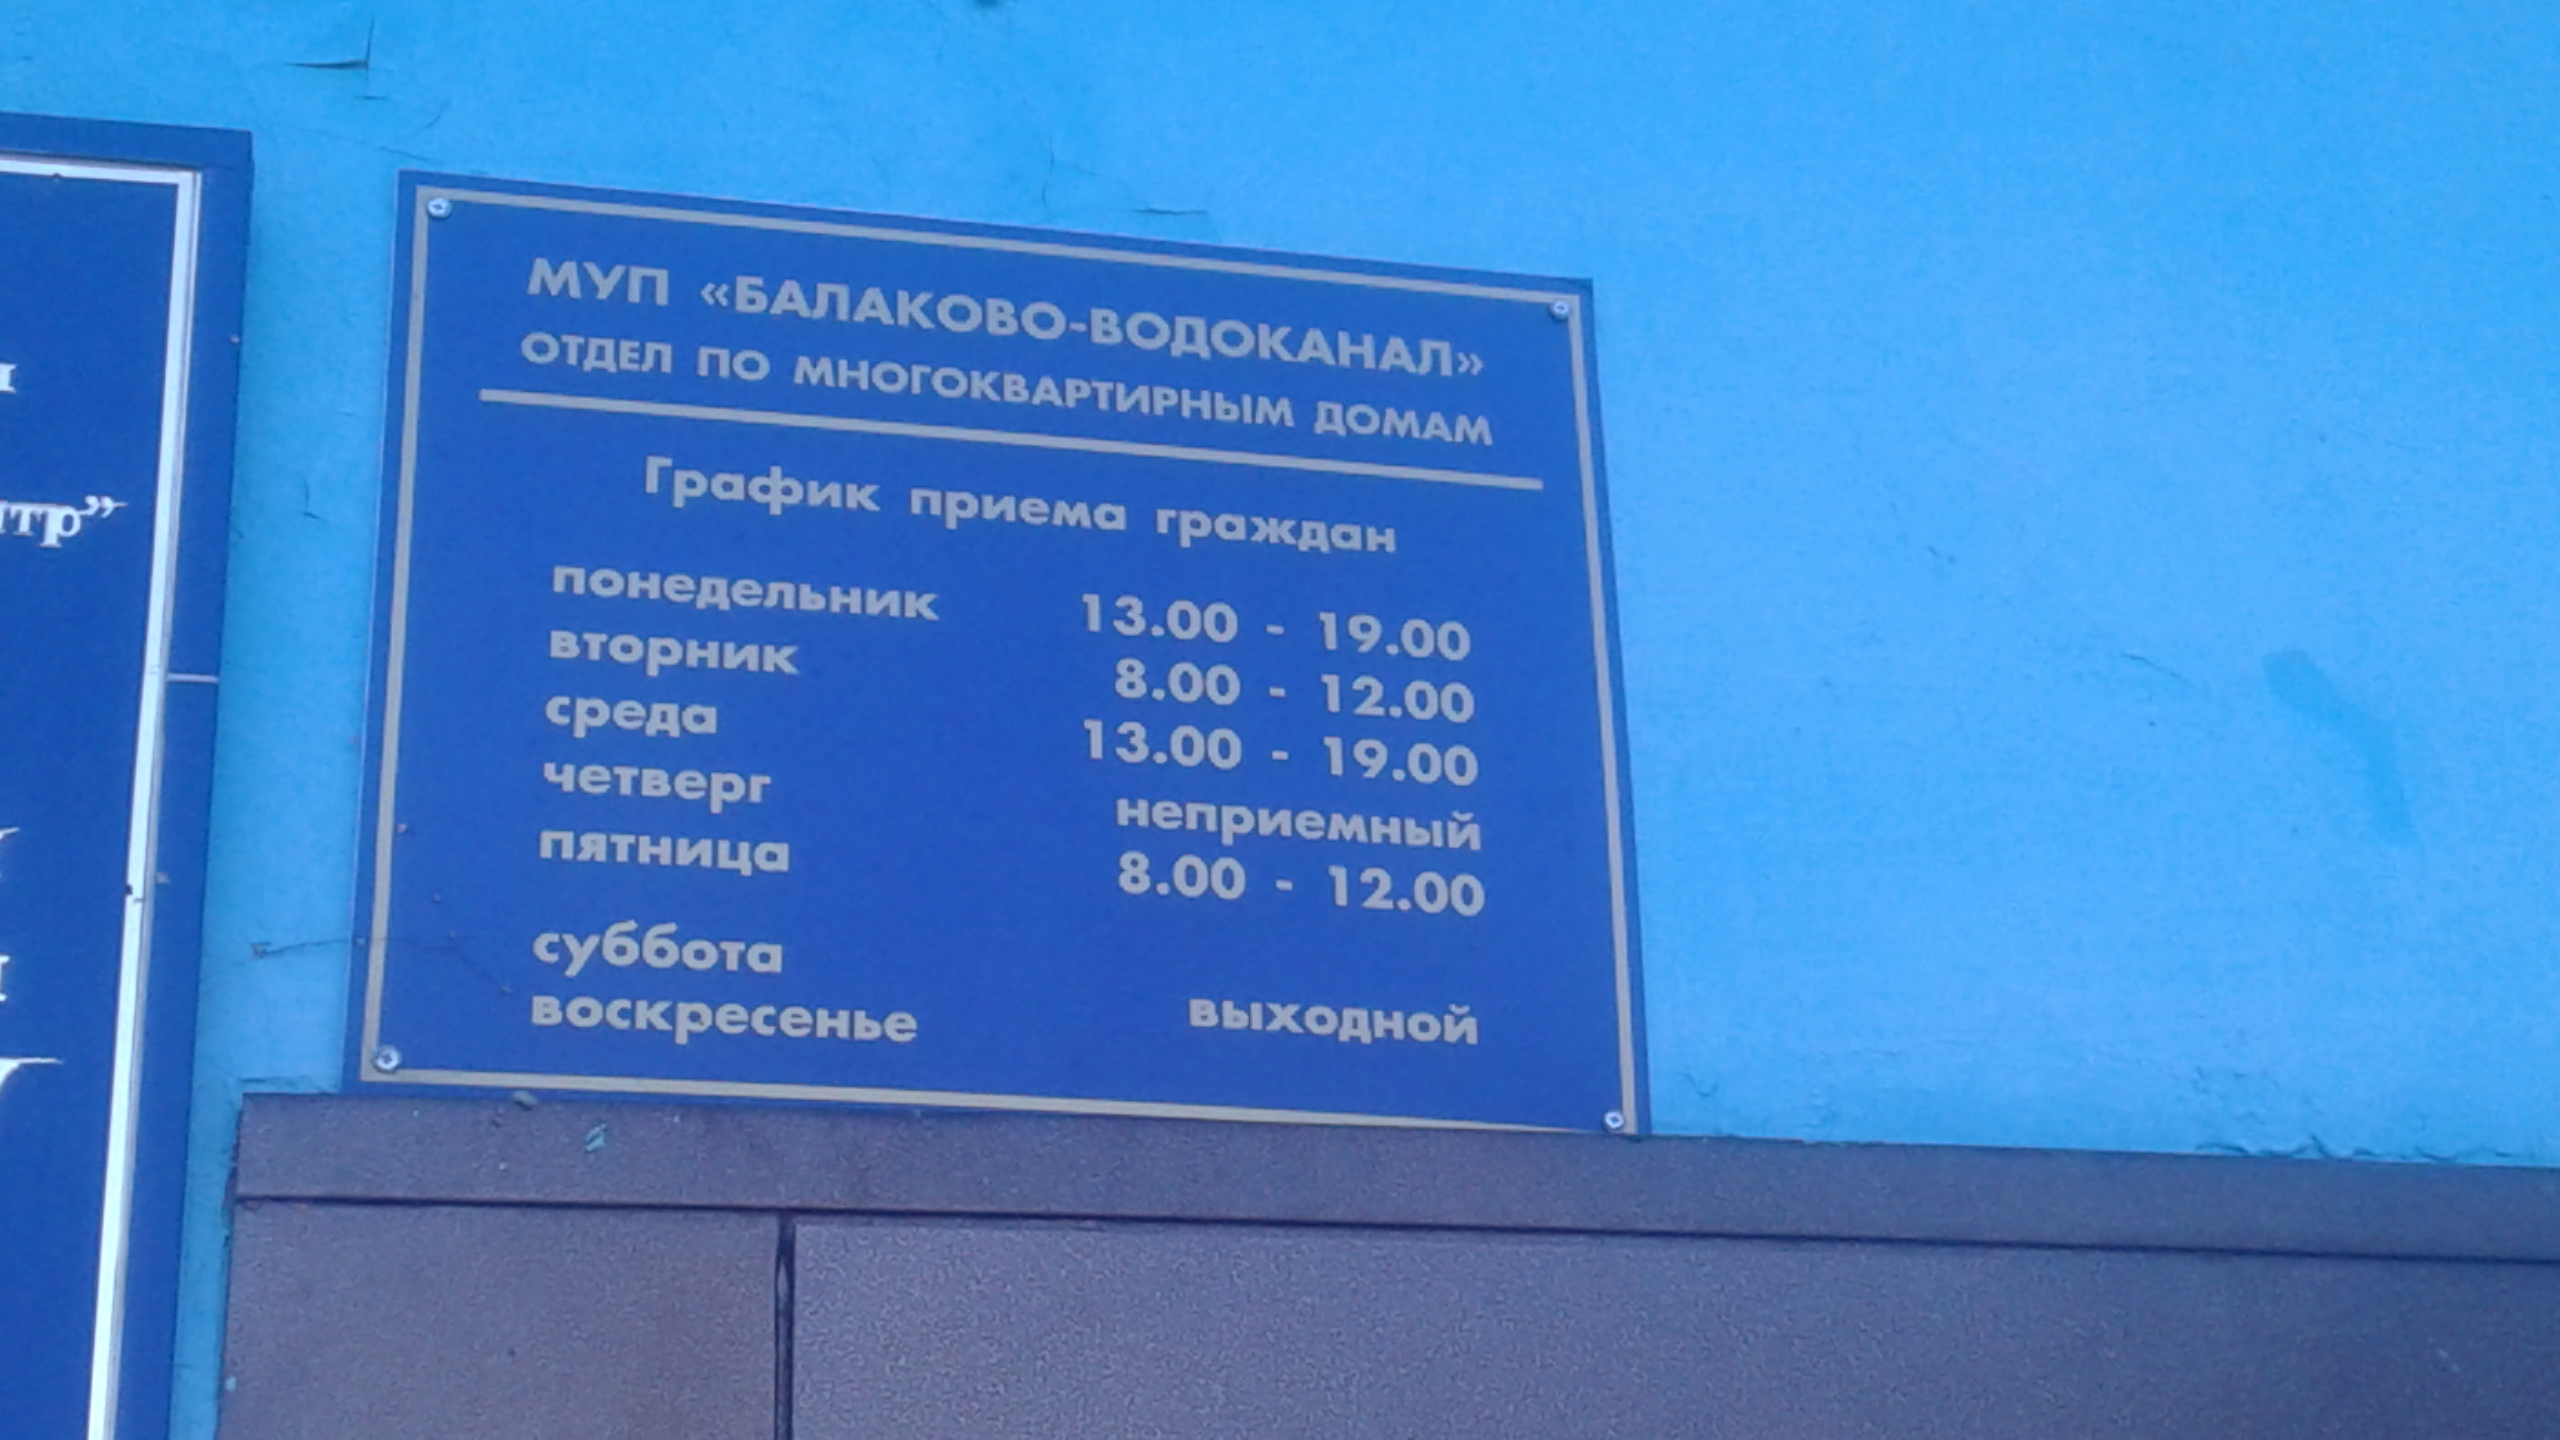 МУП «БАЛАКОВО-ВОДОКАНАЛ»
ОТДЕЛ ПО МНОГОКВАРТИРНЫМ ДОМАМ
График приема граждан
понедельник 13.00 - 19.00
вторник 8.00 - 12.00
среда 13.00 - 19.00
четверг неприемный
пятница 8.00 - 12.00
суббота
воскресенье выходной